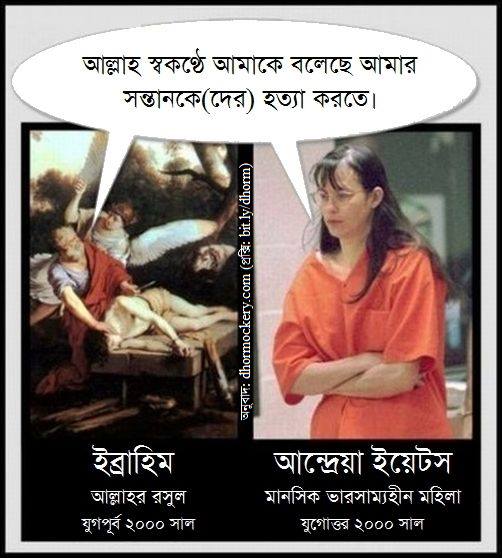 আল্লাহ স্বকণ্ঠে আমাকে বলেছে আমার
সন্তানকে(দের) হত্যা করতে।
অনুবাদ: dhormockery.com (প্রক্সি: bit.ly/dhorm)
ইব্রাহিম
আল্লাহর রসুল
যুগপূর্ব ২০০০ সাল
আন্দ্রেয়া ইয়েটস
মানসিক ভারসাম্যহীন মহিলা
যুগোত্তর ২০০০ সাল